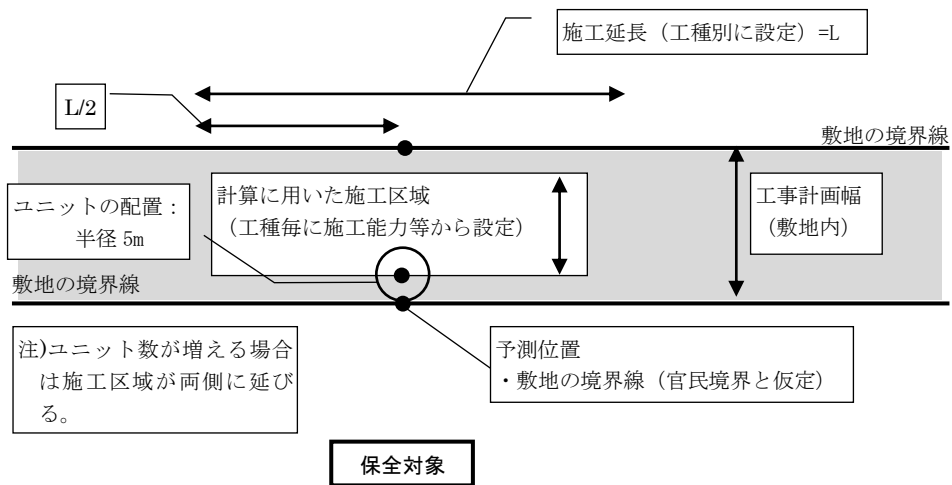 施工延長（工種別に設定）=L
L/2
敷地の境界線
ユニットの配置：
半径 5m
計算に用いた施工区域
（工種毎に施工能力等から設定）
工事計画幅
（敷地内）
敷地の境界線
注)ユニット数が増える場合
は施工区域が両側に延び
る。
予測位置
・敷地の境界線（官民境界と仮定）
保全対象